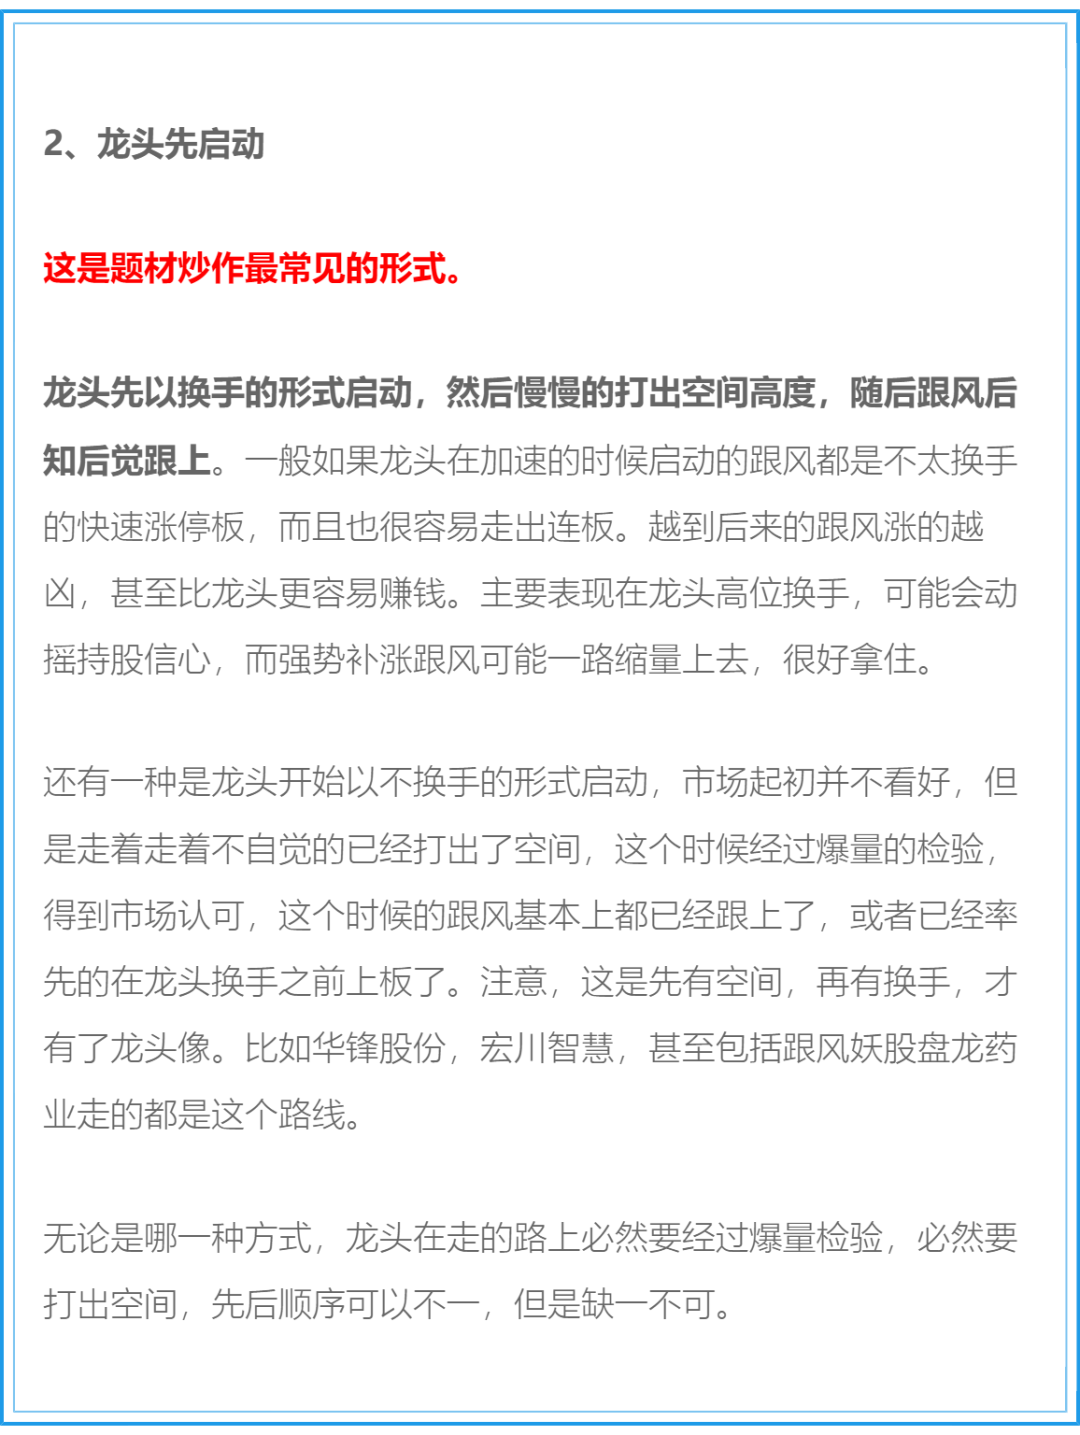 2、龙头先启动
这是题材炒作最常见的形式。
龙头先以换手的形式启动，然后慢慢的打出空间高度，随后跟风后
知后觉跟上。一般如果龙头在加速的时候启动的跟风都是不太换手
的快速涨停板，而且也很容易走出连板。越到后来的跟风涨的越
凶，甚至比龙头更容易赚钱。主要表现在龙头高位换手，可能会动
摇持股信心，而强势补涨跟风可能一路缩量上去，很好拿住。
还有一种是龙头开始以不换手的形式启动，市场起初并不看好，但
是走着走着不自觉的已经打出了空间，这个时候经过爆量的检验，
得到市场认可，这个时候的跟风基本上都已经跟上了，或者已经率
先的在龙头换手之前上板了。注意，这是先有空间，再有换手，才
有了龙头像。比如华锋股份，宏川智慧，甚至包括跟风妖股盘龙药
业走的都是这个路线。
无论是哪一种方式，龙头在走的路上必然要经过爆量检验，必然要
打出空间，先后顺序可以不一，但是缺一不可。